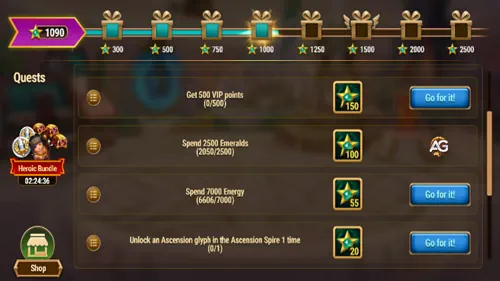 1090
300
500
750
1000
1250
1500
2000
2500
Quests
Get 500 VIP points
(0/500)
150
Go for it!
Spend 2500 Emeralds
(2050/2500)
100
AG
Heroic Bundle
02:24:36
Spend 7000 Energy
(6606/7000)
55
Go for it!
Unlock an Ascension glyph in the Ascension Spire 1 time
(0/1)
20
Go for it!
Shop